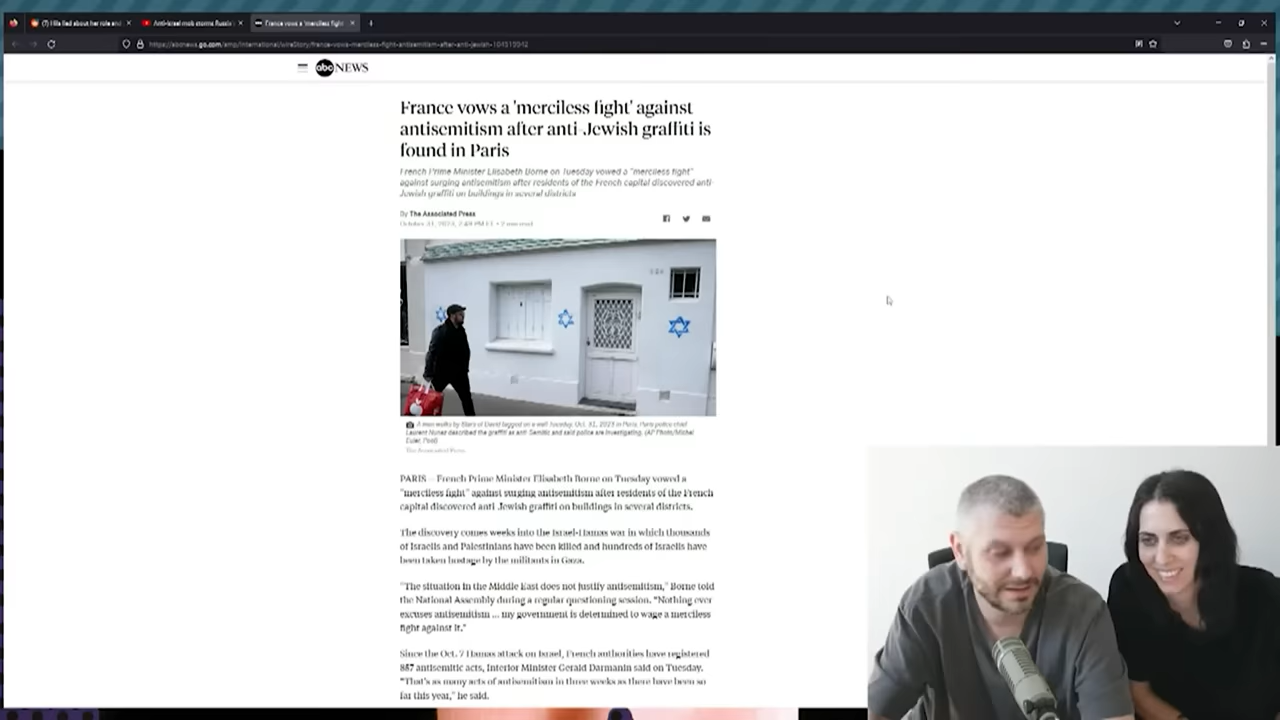 (7) Hila lied about her role and
Anti-Israel mob storms Russia
France vows a 'merciless fight'
https://abcnews.go.com/amp/International/wireStory/france-vows-merciless-fight-antisemitism-after-anti-jewish-
abc NEWS
France vows a 'merciless fight' against
antisemitism after anti-Jewish graffiti is
found in Paris
French Prime Minister Elisabeth Borne on Tuesday vowed a "merciless fight"
against surging antisemitism after residents of the French capital discovered anti-
Jewish graffiti on buildings in several districts
By The Associated Press
October 31, 2023, 2:49 PM ET • 2 min read
A man walks by Stars of David tagged on a wall Tuesday, Oct. 31, 2023 in Paris. Paris police chief
Laurent Nunez described the graffiti as anti-Semitic and said police are investigating. (AP Photo/Michel
Euler, Pool)
The Associated Press
PARIS -- French Prime Minister Elisabeth Borne on Tuesday vowed a
"merciless fight" against surging antisemitism after residents of the French
capital discovered anti-Jewish graffiti on buildings in several districts.
The discovery comes weeks into the Israel-Hamas war in which thousands
of Israelis and Palestinians have been killed and hundreds of Israelis have
been taken hostage by the militants in Gaza.
"The situation in the Middle East does not justify antisemitism," Borne told
the National Assembly during a regular questioning session. "Nothing ever
excuses antisemitism ... my government is determined to wage a merciless
fight against it."
Since the Oct. 7 Hamas attack on Israel, French authorities have registered
857 antisemitic acts, Interior Minister Gerald Darmanin said on Tuesday.
"That's as many acts of antisemitism in three weeks as there have been so
far this year," he said.